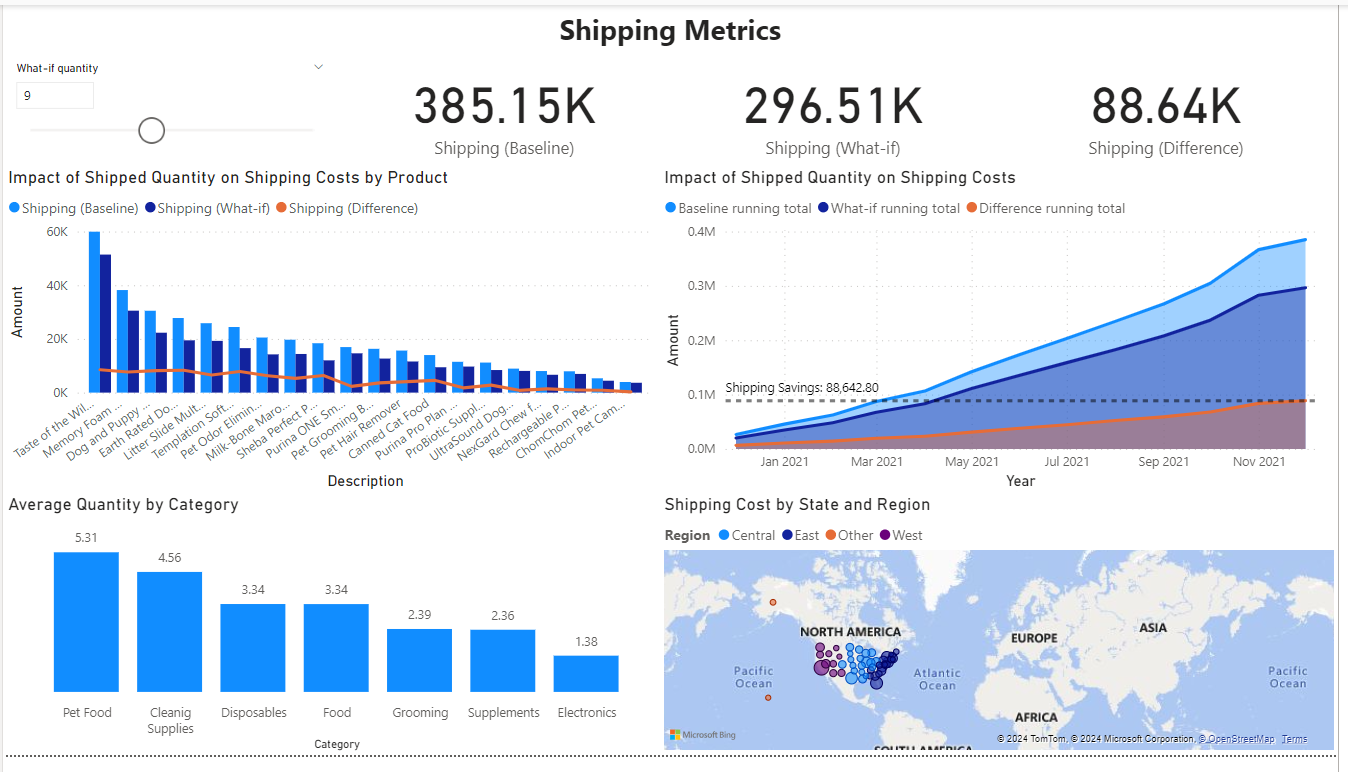 Shipping Metrics
What-if quantity
9
385.15K
Shipping (Baseline)
296.51K
Shipping (What-if)
88.64K
Shipping (Difference)
Impact of Shipped Quantity on Shipping Costs by Product
Shipping (Baseline) Shipping (What-if) Shipping (Difference)
60K
40K
20K
0K
Amount
Taste of the Wil...
Memory Foam ...
Dog and Puppy ...
Earth Rated Do...
Litter Slide Mult...
Templation Soft...
Pet Odor Elimin...
Milk-Bone Maro...
Sheba Perfect P...
Purina ONE Sm...
Pet Grooming B...
Pet Hair Remover
Canned Cat Food
Purina Pro Plan ...
ProBiotic Suppl...
UltraSound Dog...
NexGard Chew f...
Rechargeable P...
ChomChom Pet...
Indoor Pet Cam...
Description
Impact of Shipped Quantity on Shipping Costs
Baseline running total What-if running total Difference running total
0.4M
0.3M
0.2M
0.1M
0.0M
Amount
Shipping Savings: 88,642.80
Jan 2021 Mar 2021 May 2021 Jul 2021 Sep 2021 Nov 2021
Year
Average Quantity by Category
5.31
4.56
3.34
3.34
2.39
2.36
1.38
Pet Food
Cleanig
Supplies
Disposables
Food
Grooming
Supplements
Electronics
Category
Shipping Cost by State and Region
Region Central East Other West
NORTH AMERICA
EUROPE
ASIA
AFRICA
SOUTH AMERICA
Pacific
Ocean
Atlantic
Ocean
Pacific
Ocean
Microsoft Bing
© 2024 TomTom, © 2024 Microsoft Corporation, © OpenStreetMap Terms